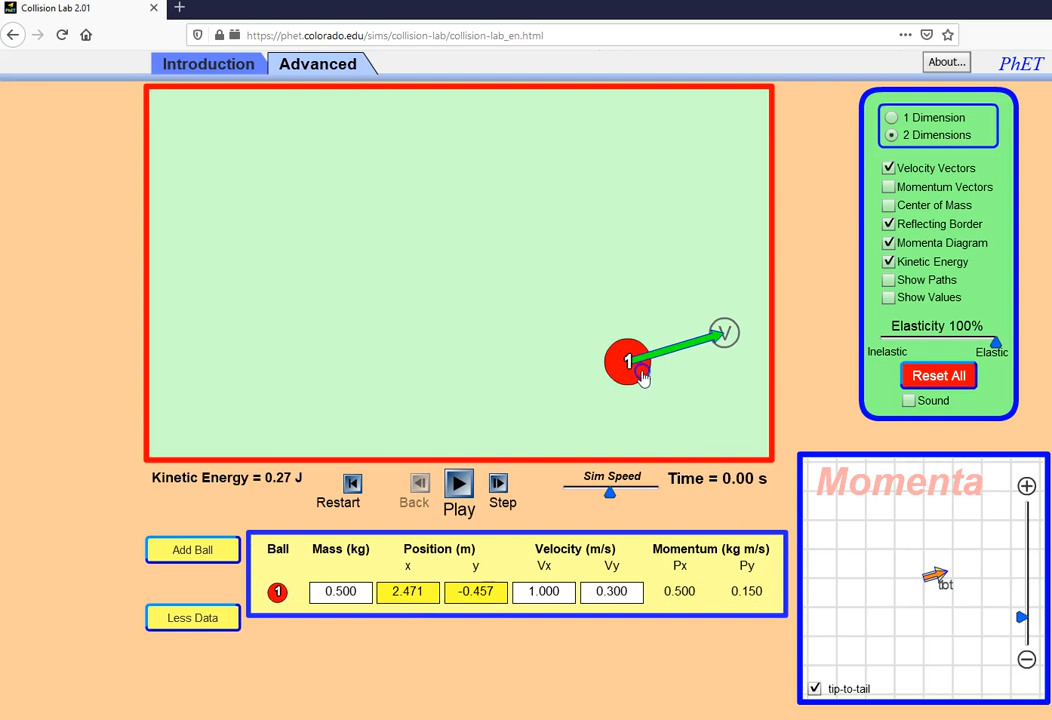 Collision Lab 2.01
https://phet.colorado.edu/sims/collision-lab/collision-lab_en.html
Introduction
Advanced
About...
PhET
1 Dimension
2 Dimensions
Velocity Vectors
Momentum Vectors
Center of Mass
Reflecting Border
Momenta Diagram
Kinetic Energy
Show Paths
Show Values
Elasticity 100%
Inelastic
Elastic
Reset All
Sound
V
1
Kinetic Energy = 0.27 J
Restart
Back
Play
Step
Sim Speed
Time = 0.00 s
Add Ball
Less Data
Ball Mass (kg) Position (m) Velocity (m/s) Momentum (kg m/s)
x y Vx Vy Px Py
1 0.500 2.471 -0.457 1.000 0.300 0.500 0.150
Momenta
tot
tip-to-tail